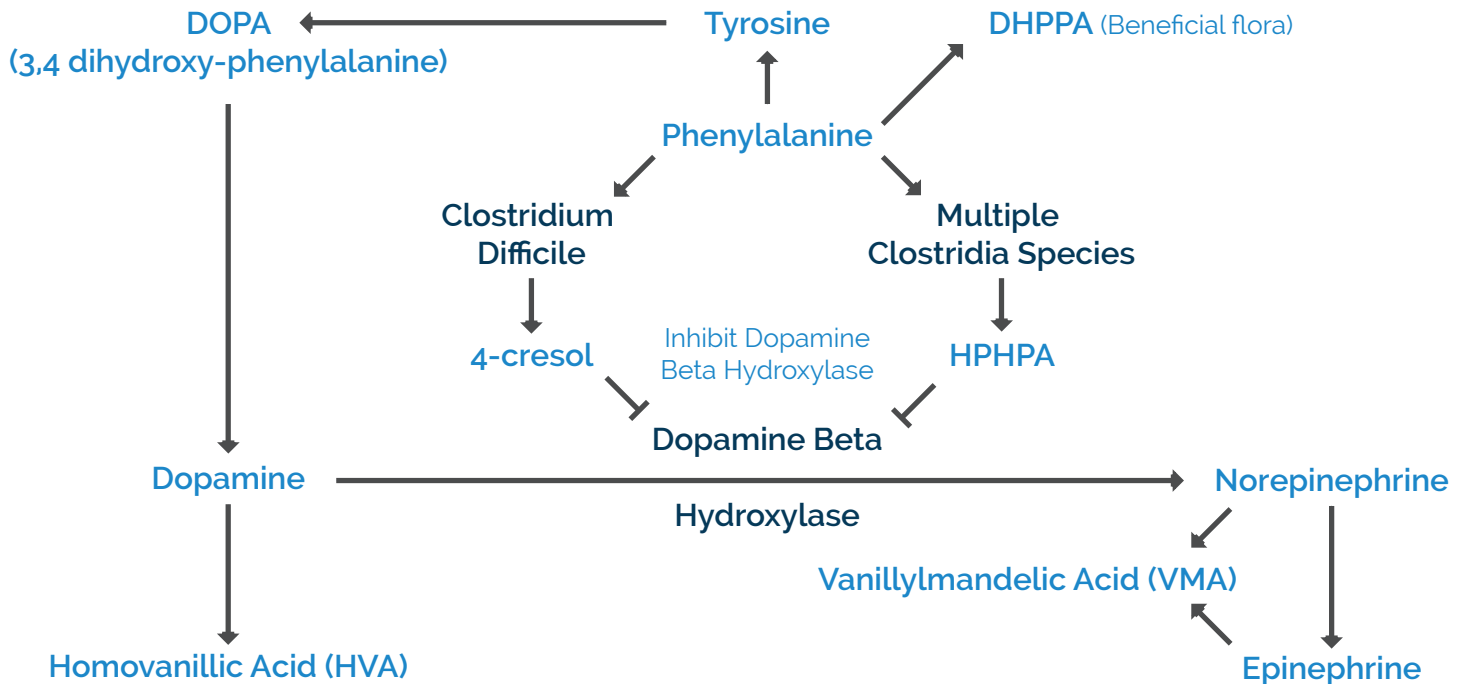 DOPA
(3,4 dihydroxy-phenylalanine)
Tyrosine
DHPPA (Beneficial flora)
Phenylalanine
Clostridium
Difficile
Multiple
Clostridia Species
4-cresol
Inhibit Dopamine
Beta Hydroxylase
HPHPA
Dopamine Beta
Hydroxylase
Dopamine
Norepinephrine
Vanillylmandelic Acid (VMA)
Homovanillic Acid (HVA)
Epinephrine